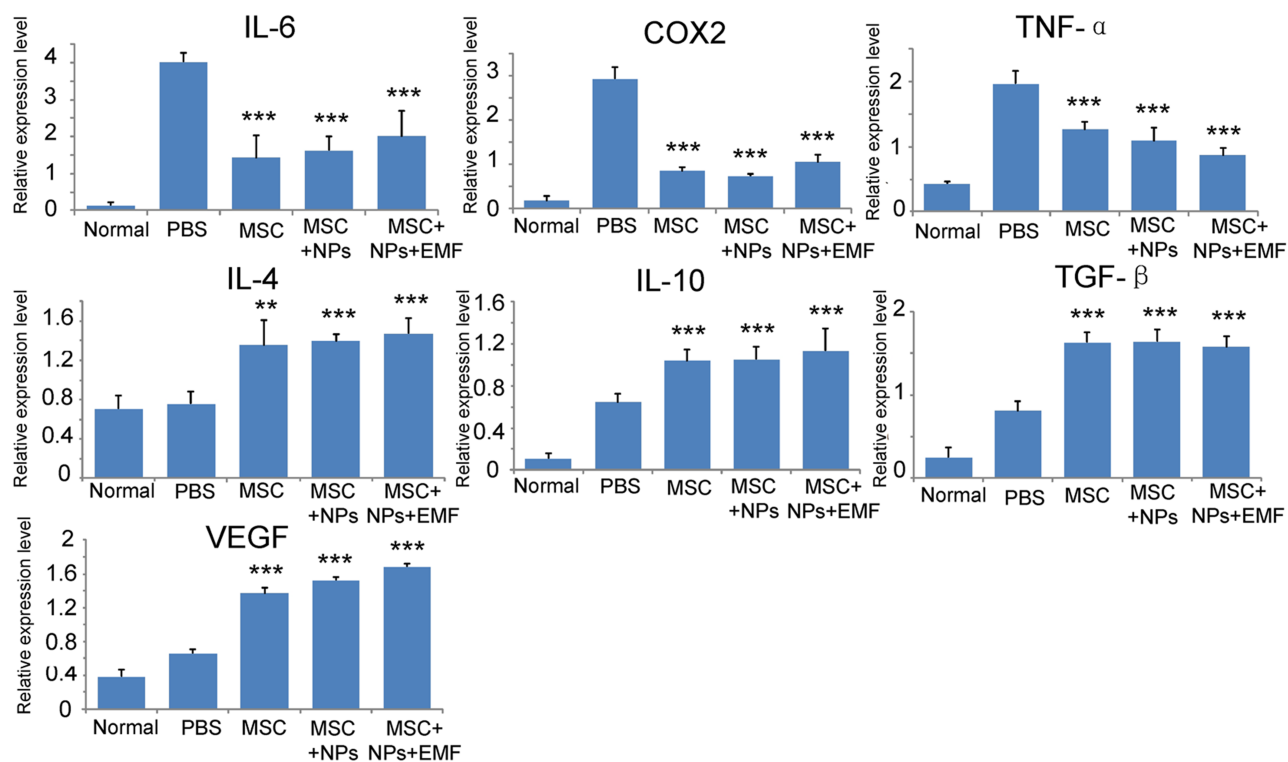 IL-6
Relative expression level
4
3
2
1
0
***
***
***
Normal
PBS
MSC
MSC
+NPs
MSC+
NPs+EMF
COX2
Relative expression level
3
2
1
0
***
***
***
Normal
PBS
MSC
MSC
+NPs
MSC+
NPs+EMF
TNF-α
Relative expression level
2
1
0
***
***
***
Normal
PBS
MSC
MSC
+NPs
MSC+
NPs+EMF
IL-4
Relative expression level
1.6
1.2
0.8
0.4
0
**
***
***
Normal
PBS
MSC
MSC
+NPs
MSC+
NPs+EMF
IL-10
Relative expression level
1.6
1.2
0.8
0.4
0
***
***
***
Normal
PBS
MSC
MSC
+NPs
MSC+
NPs+EMF
TGF-β
Relative expression level
2
1
0
***
***
***
Normal
PBS
MSC
MSC
+NPs
MSC+
NPs+EMF
VEGF
Relative expression level
2
1.6
1.2
0.8
0.4
0
***
***
***
Normal
PBS
MSC
MSC
+NPs
MSC+
NPs+EMF